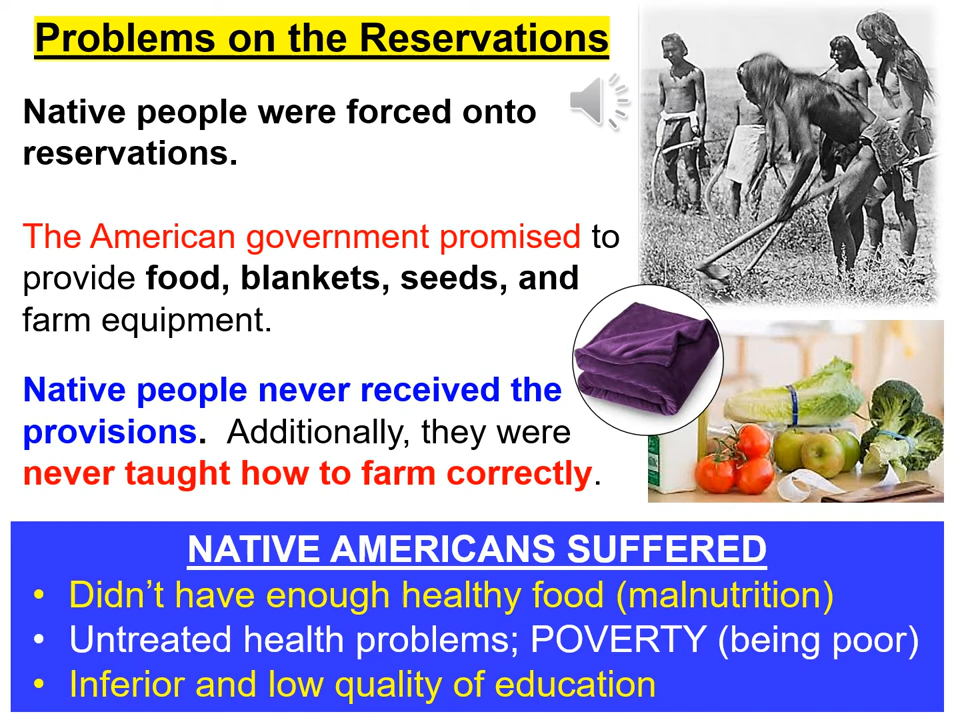 Problems on the Reservations
Native people were forced onto
reservations.
The American government promised to
provide food, blankets, seeds, and
farm equipment.
Native people never received the
provisions.  Additionally, they were
never taught how to farm correctly.
NATIVE AMERICANS SUFFERED
• Didn’t have enough healthy food (malnutrition)
• Untreated health problems; POVERTY (being poor)
• Inferior and low quality of education